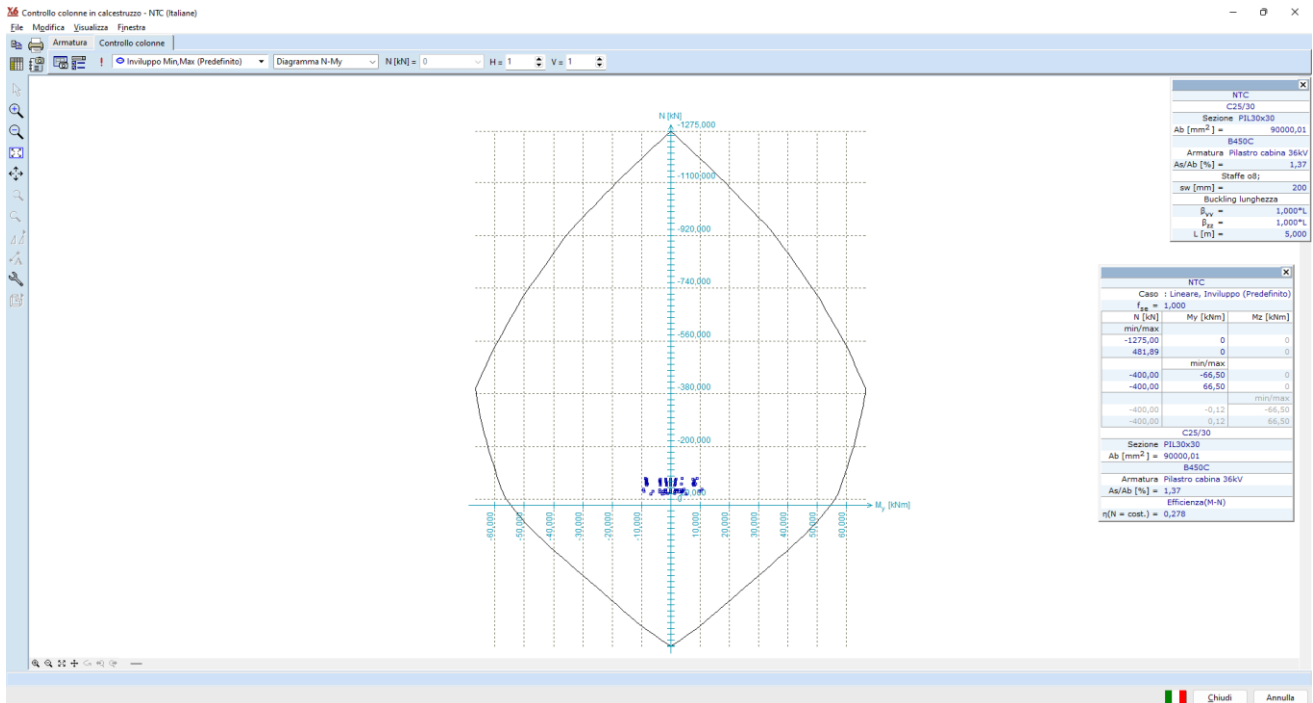 Controllo colonne in calcestruzzo - NTC (Italiane)
File Modifica Visualizza Finestra
Armatura Controllo colonne
! Inviluppo Min,Max (Predefinito) Diagramma N-My N [kN] = 0 H = 1 V = 1
N [kN]
-1275,000
-1100,000
-920,000
-740,000
-560,000
-380,000
-200,000
My [kNm]
-60,000 -50,000 -40,000 -30,000 -20,000 -10,000 10,000 20,000 30,000 40,000 50,000 60,000
NTC
C25/30
Sezione PIL30x30
Ab [mm2] = 90000,01
B450C
Armatura Pilastro cabina 36kV
As/Ab [%] = 1,37
Staffe o8;
sw [mm] = 200
Buckling lunghezza
βyy = 1,000*L
βzz = 1,000*L
L [m] = 5,000
NTC
Caso : Lineare, Inviluppo (Predefinito)
fse = 1,000
N [kN] My [kNm] Mz [kNm]
min/max
-1275,00 0 0
481,89 0 0
min/max
-400,00 -66,50 0
-400,00 66,50 0
min/max
-400,00 -0,12 -66,50
-400,00 0,12 66,50
C25/30
Sezione PIL30x30
Ab [mm2] = 90000,01
B450C
Armatura Pilastro cabina 36kV
As/Ab [%] = 1,37
Efficienza(M-N)
η(N = cost.) = 0,278
Chiudi Annulla